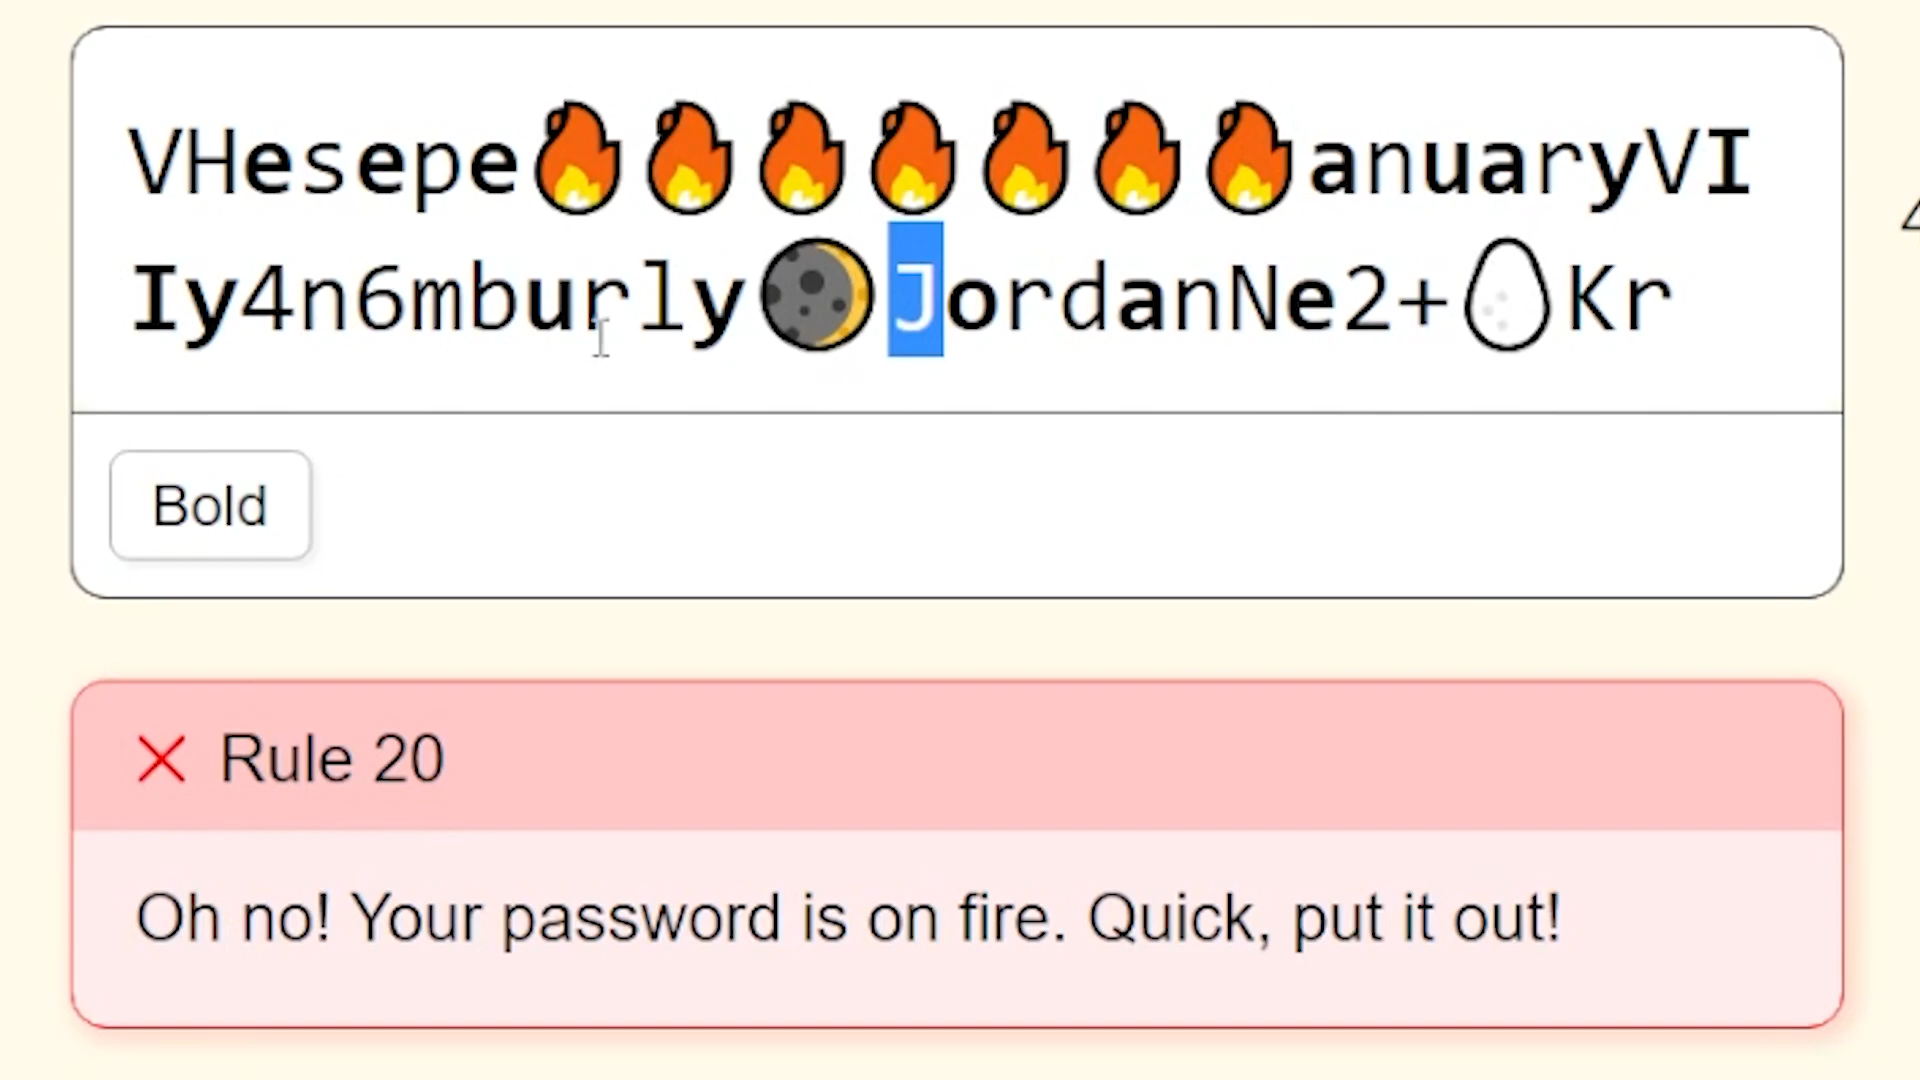 VHesepe🔥🔥🔥🔥🔥🔥🔥anuaryVI
Iy4n6mburly🌒JordanNe2+🥚Kr
Bold
Rule 20
Oh no! Your password is on fire. Quick, put it out!